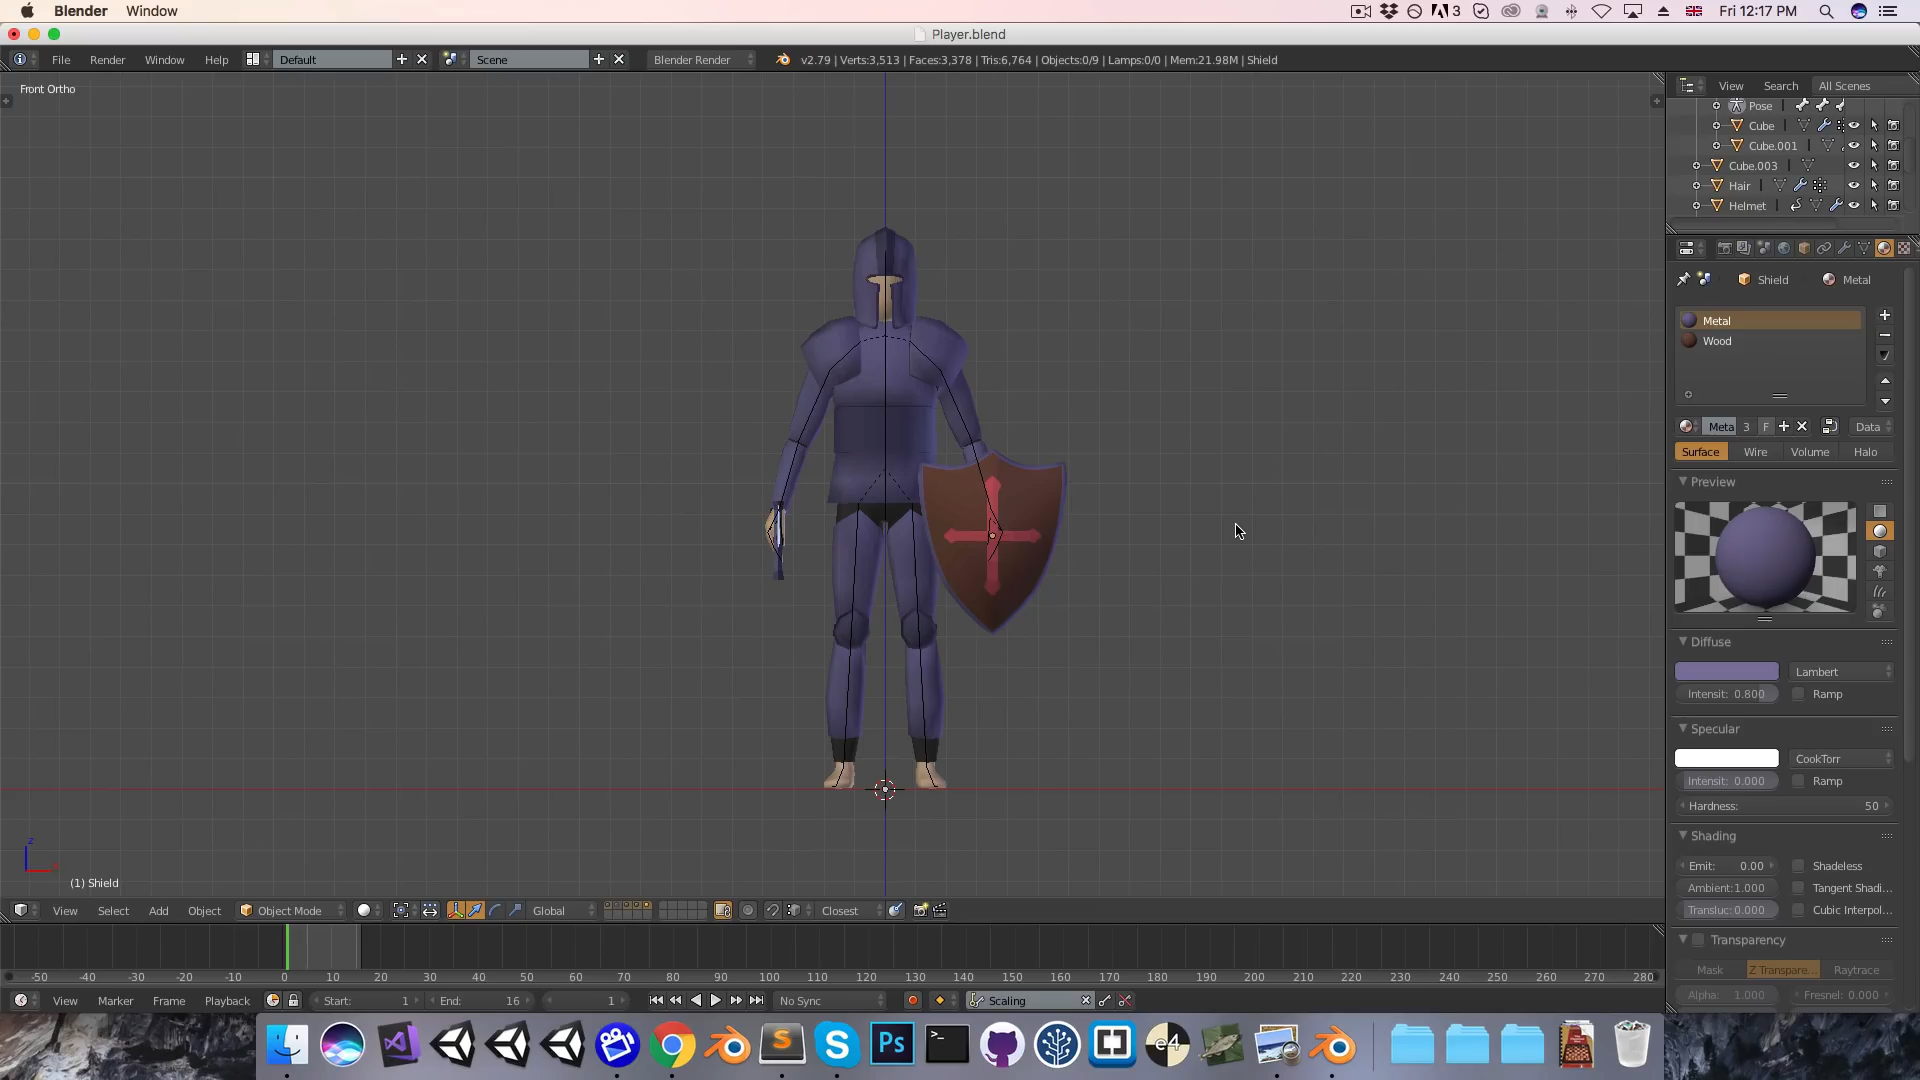 Blender Window 3 Fri 12:17 PM
Player.blend
File Render Window Help Default Scene Blender Render v2.79 | Verts:3,513 | Faces:3,378 | Tris:6,764 | Objects:0/9 | Lamps:0/0 | Mem:21.98M | Shield
Front Ortho
View Search All Scenes
Pose
Cube
Cube.001
Cube.003
Hair
Helmet
Shield Metal
Metal
Wood
Meta 3 F Data
Surface Wire Volume Halo
Preview
Diffuse
Lambert
Intensit: 0.800 Ramp
Specular
CookTorr
Intensit: 0.000 Ramp
Hardness: 50
Shading
Emit: 0.00 Shadeless
Ambient:1.000 Tangent Shadi...
Transluc:0.000 Cubic Interpol...
Transparency
Mask Z Transpare... Raytrace
Alpha: 1.000 Fresnel: 0.000
z
(1) Shield
View Select Add Object Object Mode Global Closest
-50 -40 -30 -20 -10 0 10 20 30 40 50 60 70 80 90 100 110 120 130 140 150 160 170 180 190 200 210 220 230 240 250 260 270 280
View Marker Frame Playback Start: 1 End: 16 1 No Sync Scaling
S S Ps >_ e4